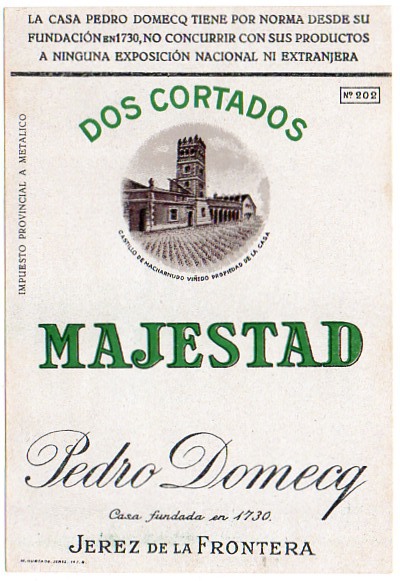 LA CASA PEDRO DOMECQ TIENE POR NORMA DESDE SU
FUNDACIÓN EN 1730, NO CONCURRIR CON SUS PRODUCTOS
A NINGUNA EXPOSICIÓN NACIONAL NI EXTRANJERA
Nº 202
DOS CORTADOS
IMPUESTO PROVINCIAL A METALICO
CASTILLO DE MACHARNUDO VIÑEDO PROPIEDAD DE LA CASA
MAJESTAD
Pedro Domecq
Casa fundada en 1730.
JEREZ DE LA FRONTERA